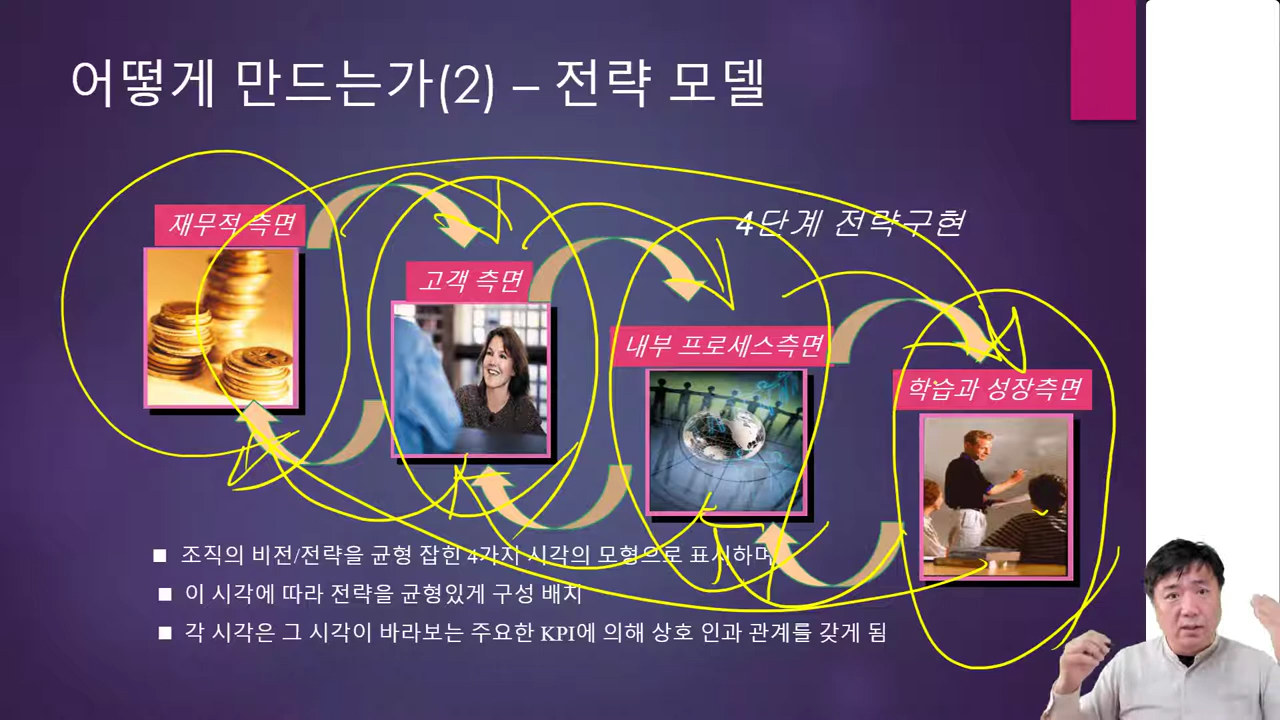 어떻게 만드는가(2) – 전략 모델
재무적 측면
4단계 전략구현
고객 측면
내부 프로세스측면
학습과 성장측면
■ 조직의 비전/전략을 균형 잡힌 4가지 시각의 모형으로 표시하며
■ 이 시각에 따라 전략을 균형있게 구성 배치
■ 각 시각은 그 시각이 바라보는 주요한 KPI에 의해 상호 인과 관계를 갖게 됨